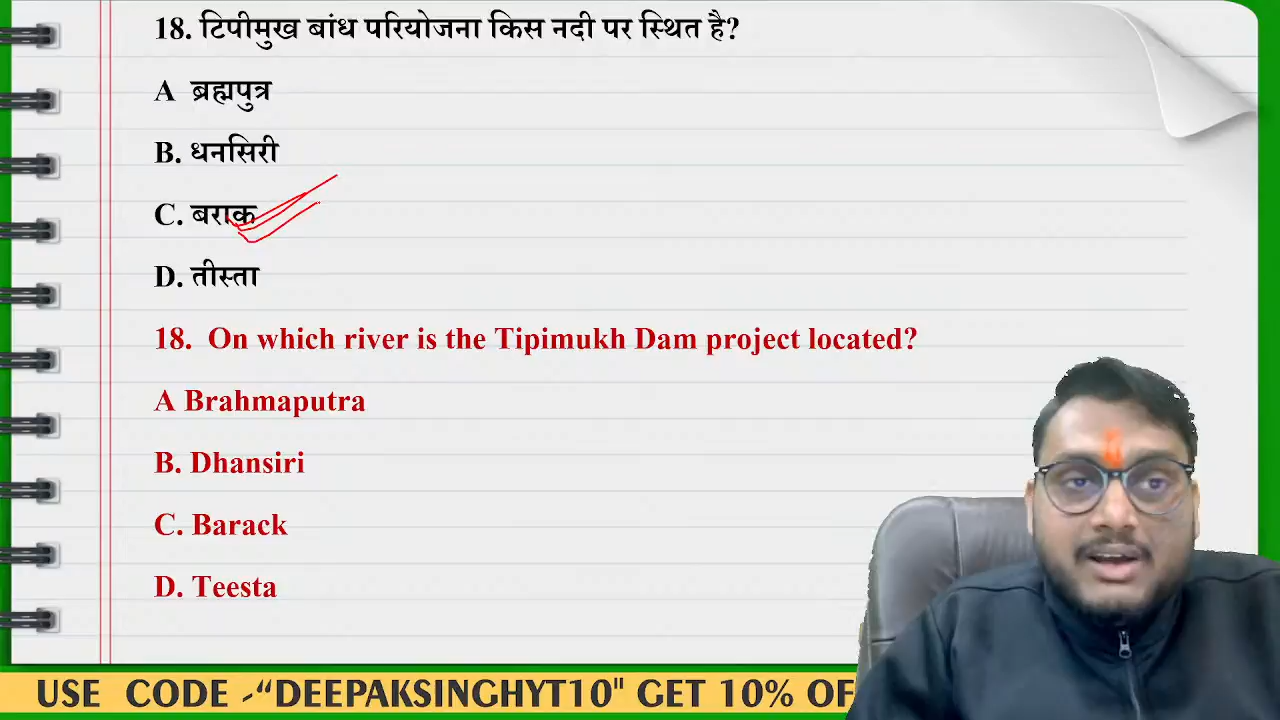 18. टिपीमुख बांध परियोजना किस नदी पर स्थित है?
A ब्रह्मपुत्र
B. धनसिरी
C. बराक
D. तीस्ता
18. On which river is the Tipimukh Dam project located?
A Brahmaputra
B. Dhansiri
C. Barack
D. Teesta
USE CODE -“DEEPAKSINGHYT10" GET 10% OF